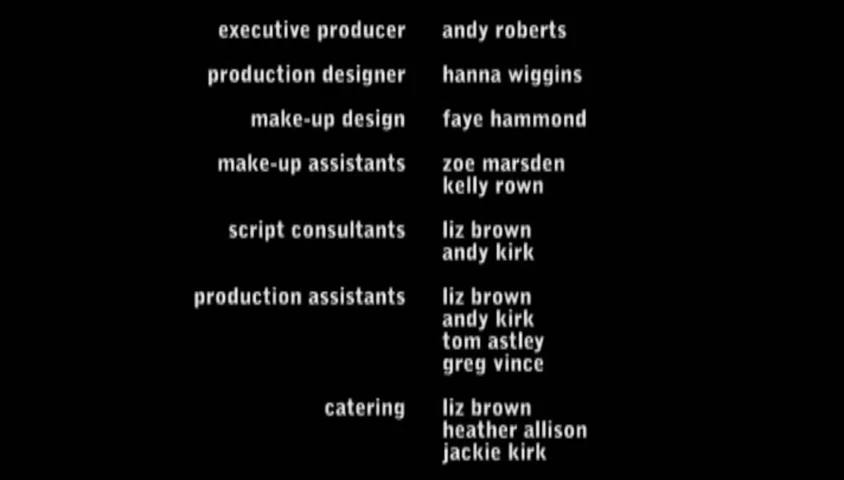 executive producer andy roberts
production designer hanna wiggins
make-up design faye hammond
make-up assistants zoe marsden
kelly rown
script consultants liz brown
andy kirk
production assistants liz brown
andy kirk
tom astley
greg vince
catering liz brown
heather allison
jackie kirk